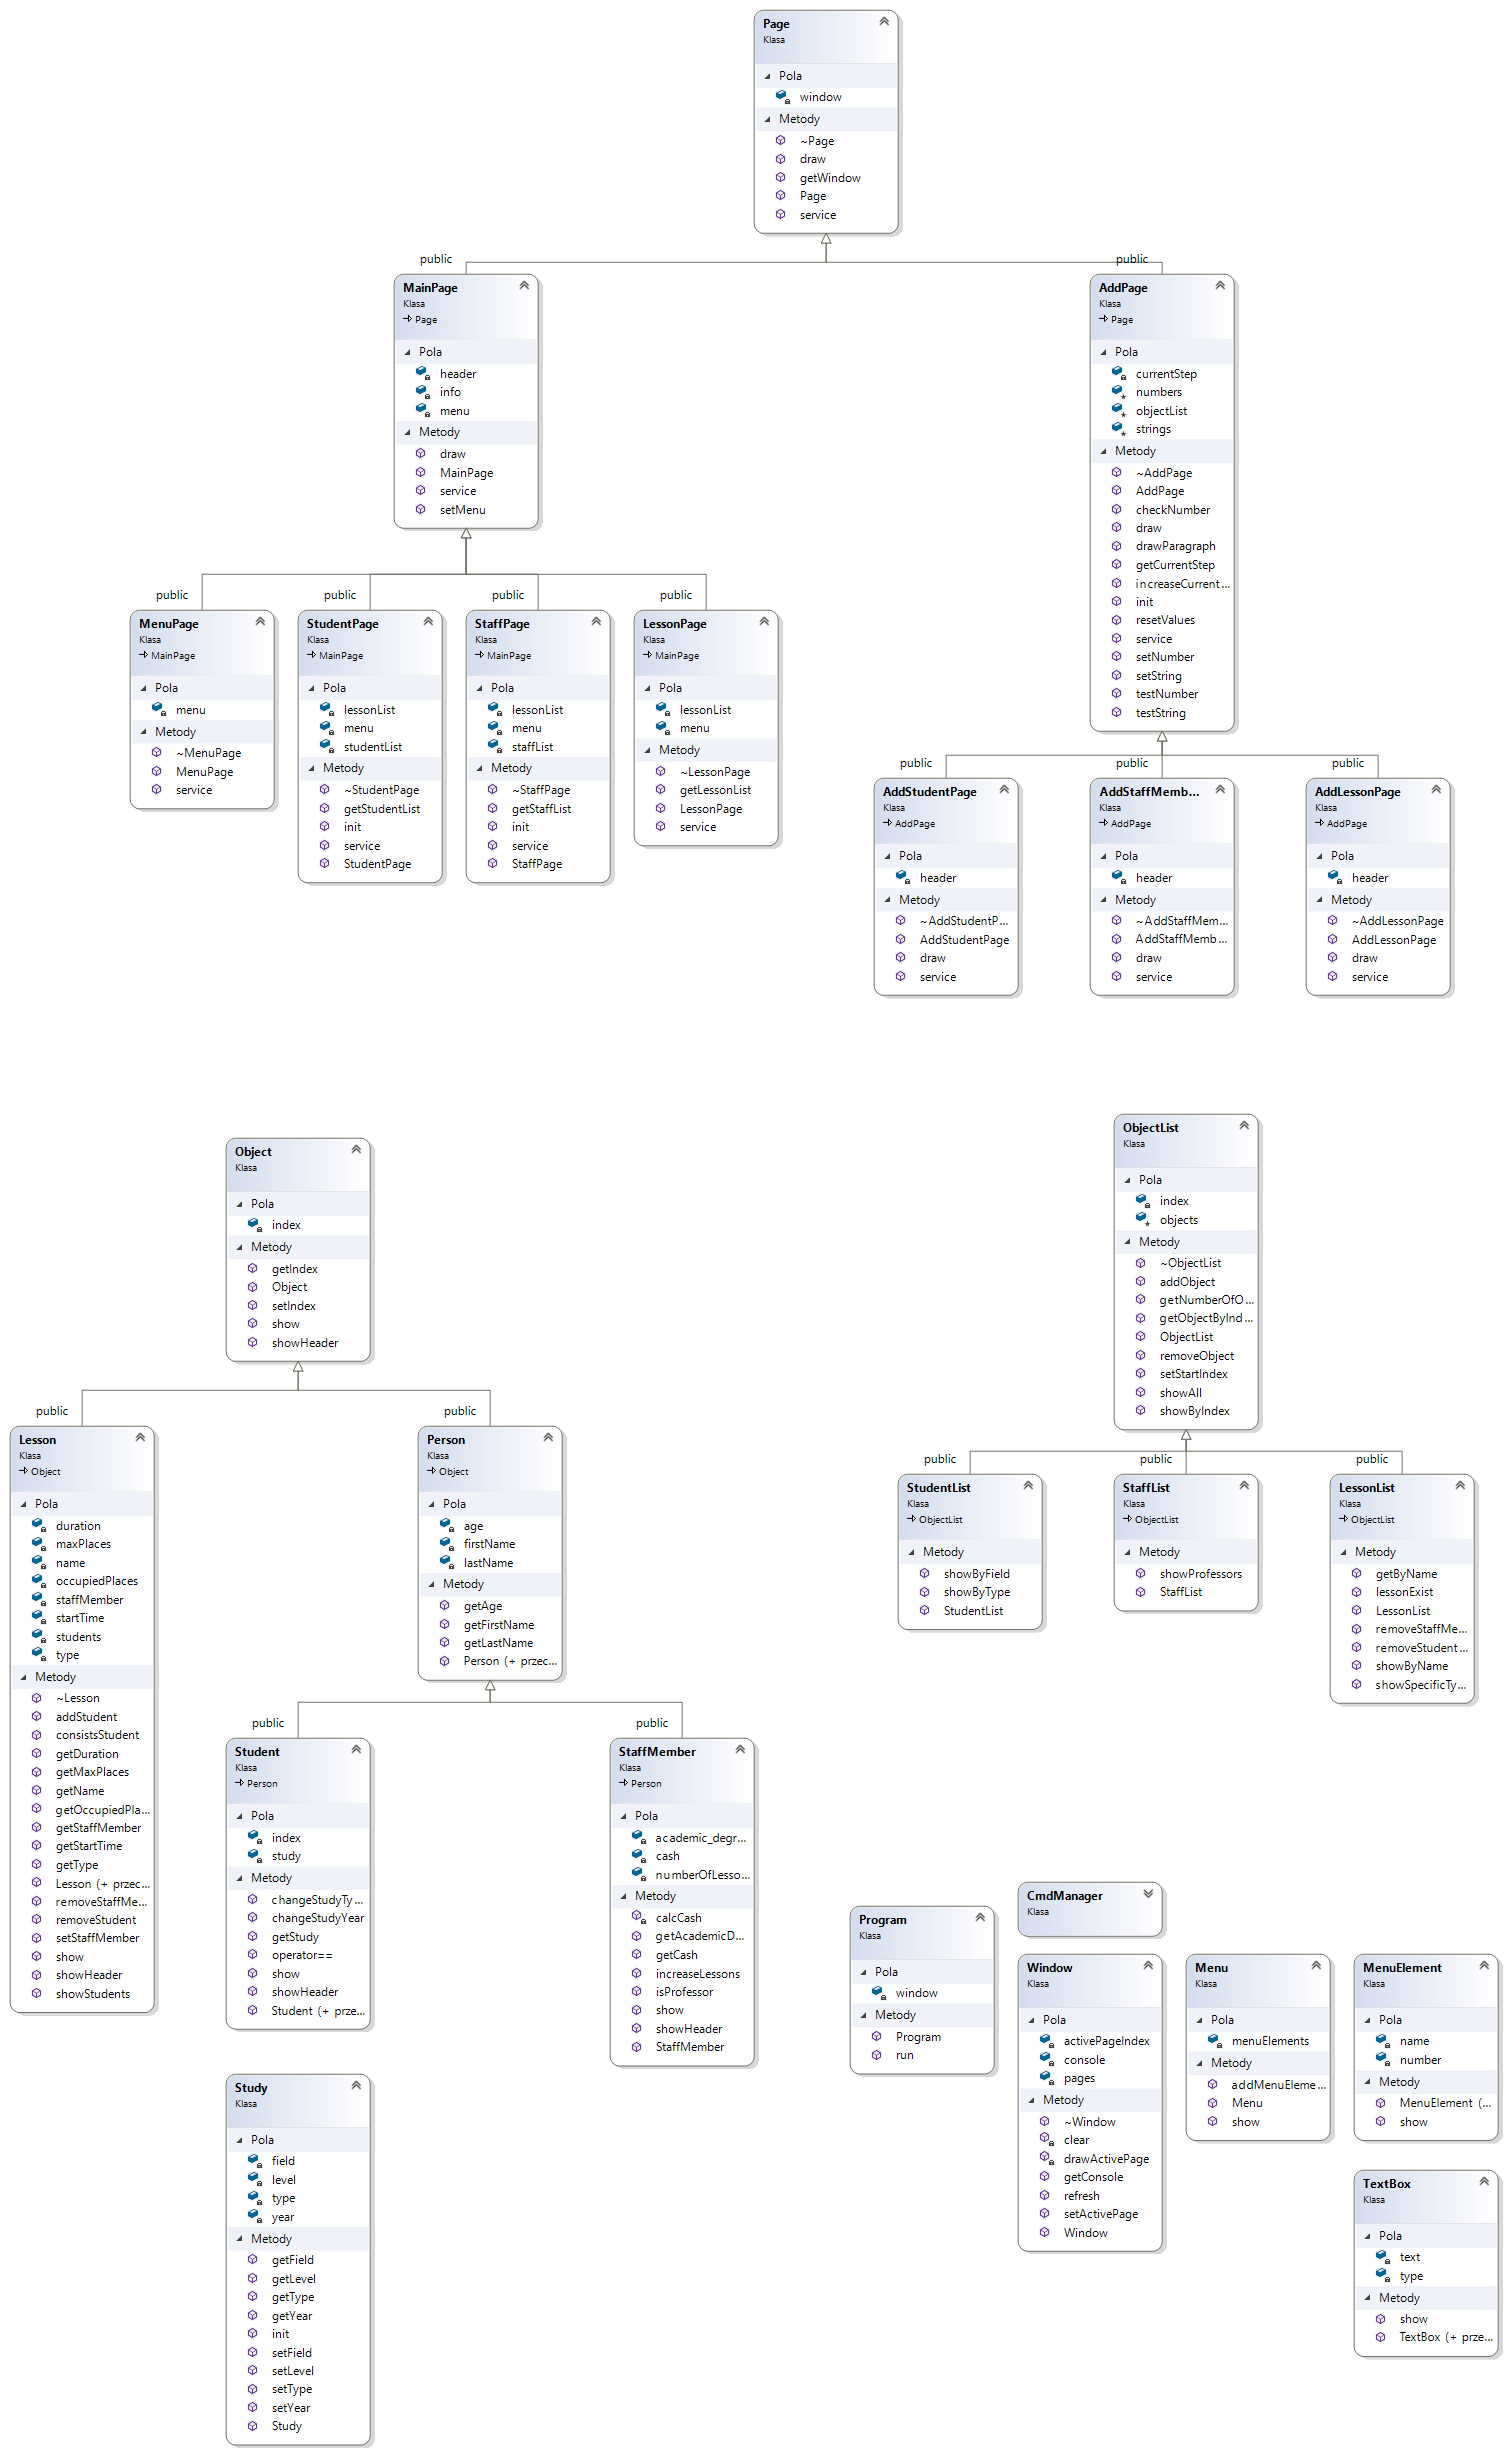 Page
Klasa
Pola
window
Metody
~Page
draw
getWindow
Page
service
public
public
MainPage
Klasa
Page
Pola
header
info
menu
Metody
draw
MainPage
service
setMenu
AddPage
Klasa
Page
Pola
currentStep
numbers
objectList
strings
Metody
~AddPage
AddPage
checkNumber
draw
drawParagraph
getCurrentStep
increaseCurrent...
init
resetValues
service
setNumber
setString
testNumber
testString
public
public
public
public
MenuPage
Klasa
MainPage
Pola
menu
Metody
~MenuPage
MenuPage
service
StudentPage
Klasa
MainPage
Pola
lessonList
menu
studentList
Metody
~StudentPage
getStudentList
init
service
StudentPage
StaffPage
Klasa
MainPage
Pola
lessonList
menu
staffList
Metody
~StaffPage
getStaffList
init
service
StaffPage
LessonPage
Klasa
MainPage
Pola
lessonList
menu
Metody
~LessonPage
getLessonList
LessonPage
service
public
public
public
AddStudentPage
Klasa
AddPage
Pola
header
Metody
~AddStudentP...
AddStudentPage
draw
service
AddStaffMemb...
Klasa
AddPage
Pola
header
Metody
~AddStaffMem...
AddStaffMemb...
draw
service
AddLessonPage
Klasa
AddPage
Pola
header
Metody
~AddLessonPage
AddLessonPage
draw
service
Object
Klasa
Pola
index
Metody
getIndex
Object
setIndex
show
showHeader
ObjectList
Klasa
Pola
index
objects
Metody
~ObjectList
addObject
getNumberOfO...
getObjectByInd...
ObjectList
removeObject
setStartIndex
showAll
showByIndex
public
public
Lesson
Klasa
Object
Pola
duration
maxPlaces
name
occupiedPlaces
staffMember
startTime
students
type
Metody
~Lesson
addStudent
consistsStudent
getDuration
getMaxPlaces
getName
getOccupiedPla...
getStaffMember
getStartTime
getType
Lesson (+ przec...
removeStaffMe...
removeStudent
setStaffMember
show
showHeader
showStudents
Person
Klasa
Object
Pola
age
firstName
lastName
Metody
getAge
getFirstName
getLastName
Person (+ przec...
public
public
public
StudentList
Klasa
ObjectList
Metody
showByField
showByType
StudentList
StaffList
Klasa
ObjectList
Metody
showProfessors
StaffList
LessonList
Klasa
ObjectList
Metody
getByName
lessonExist
LessonList
removeStaffMe...
removeStudent...
showByName
showSpecificTy...
public
public
Student
Klasa
Person
Pola
index
study
Metody
changeStudyTy...
changeStudyYear
getStudy
operator==
show
showHeader
Student (+ prze...
StaffMember
Klasa
Person
Pola
academic_degr...
cash
numberOfLesso...
Metody
calcCash
getAcademicD...
getCash
increaseLessons
isProfessor
show
showHeader
StaffMember
Program
Klasa
Pola
window
Metody
Program
run
CmdManager
Klasa
Window
Klasa
Pola
activePageIndex
console
pages
Metody
~Window
clear
drawActivePage
getConsole
refresh
setActivePage
Window
Menu
Klasa
Pola
menuElements
Metody
addMenuEleme...
Menu
show
MenuElement
Klasa
Pola
name
number
Metody
MenuElement (...
show
Study
Klasa
Pola
field
level
type
year
Metody
getField
getLevel
getType
getYear
init
setField
setLevel
setType
setYear
Study
TextBox
Klasa
Pola
text
type
Metody
show
TextBox (+ prze...